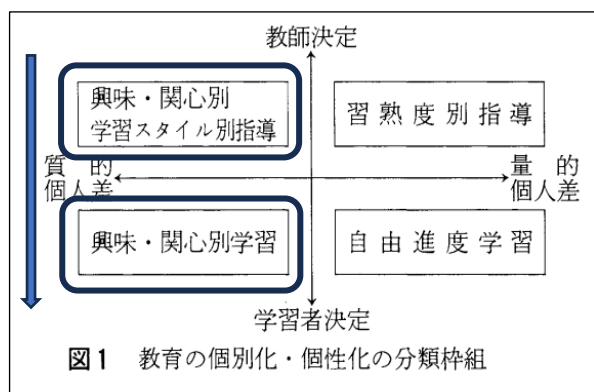 教師決定
興味・関心別
学習スタイル別指導
習熟度別指導
質的
個人差
量的
個人差
興味・関心別学習
自由進度学習
学習者決定
図1 教育の個別化・個性化の分類枠組